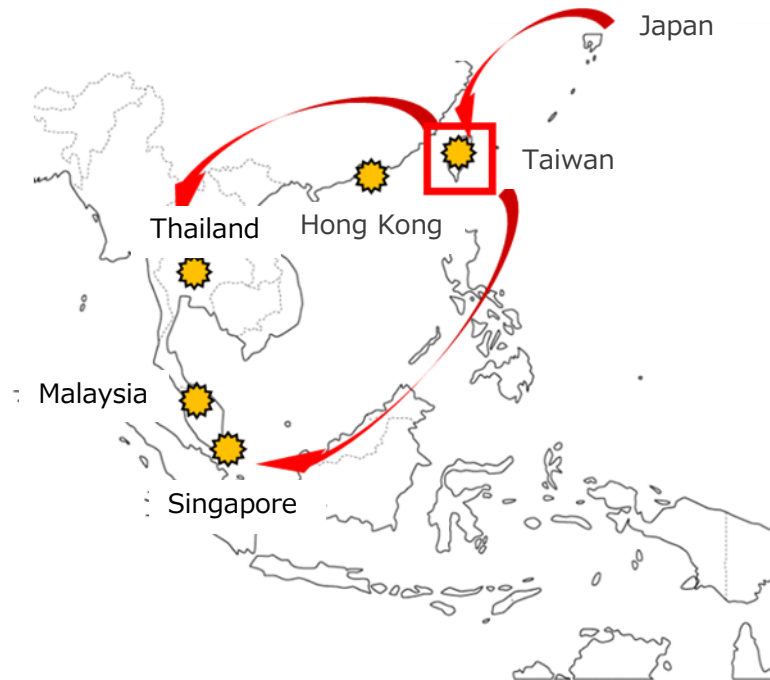 Japan
Taiwan
Thailand
Hong Kong
Malaysia
Singapore